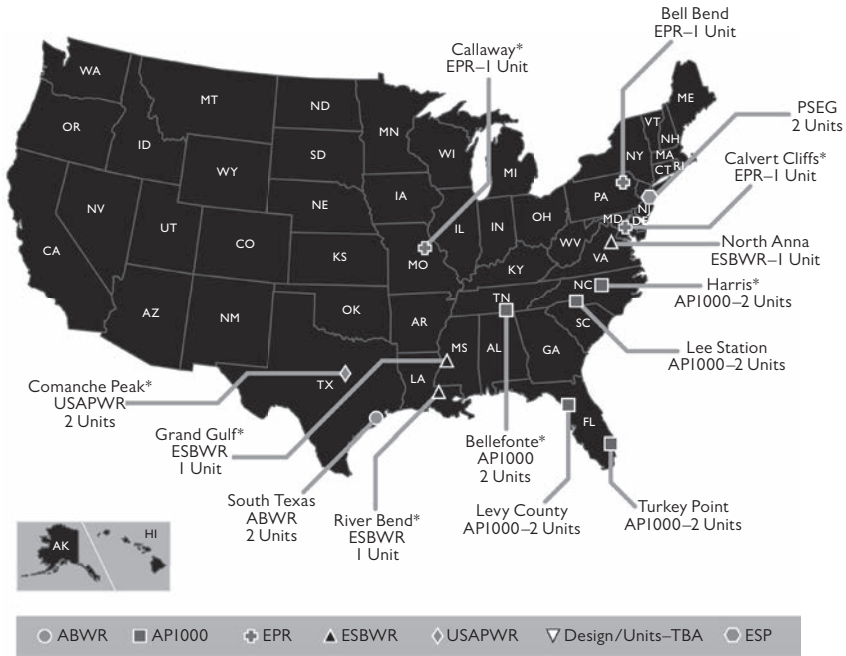 Bell Bend
EPR–1 Unit
Callaway*
EPR–1 Unit
PSEG
2 Units
Calvert Cliffs*
EPR–1 Unit
North Anna
ESBWR–1 Unit
Harris*
AP1000–2 Units
Lee Station
AP1000–2 Units
Comanche Peak*
USAPWR
2 Units
Grand Gulf*
ESBWR
1 Unit
South Texas
ABWR
2 Units
River Bend*
ESBWR
1 Unit
Bellefonte*
AP1000
2 Units
Levy County
AP1000–2 Units
Turkey Point
AP1000–2 Units
WA
OR
ID
MT
ND
MN
WI
MI
ME
VT
NH
NY
MA
CT
RI
WY
SD
NE
IA
NV
UT
CO
KS
MO
IL
IN
OH
PA
NJ
MD
DE
WV
VA
KY
CA
AZ
NM
OK
AR
TN
NC
SC
TX
LA
MS
AL
GA
FL
AK
HI
ABWR
AP1000
EPR
ESBWR
USAPWR
Design/Units–TBA
ESP